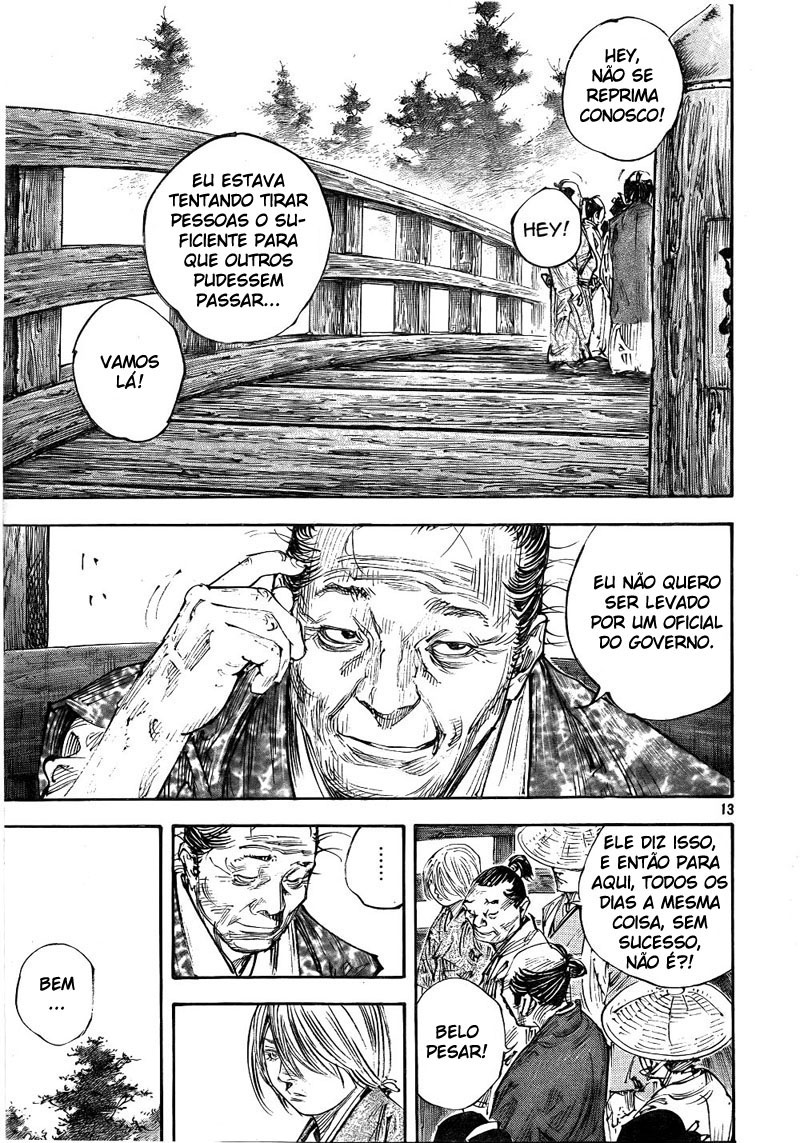 HEY,
NÃO SE
REPRIMA
CONOSCO!
HEY!
EU ESTAVA
TENTANDO TIRAR
PESSOAS O SU-
FICIENTE PARA
QUE OUTROS
PUDESSEM
PASSAR...
VAMOS
LÁ!
EU NÃO QUERO
SER LEVADO
POR UM OFICIAL
DO GOVERNO.
13
ELE DIZ ISSO,
E ENTÃO PARA
AQUI, TODOS OS
DIAS A MESMA
COISA, SEM
SUCESSO,
NÃO É?!
BELO
PESAR!
......
BEM
...